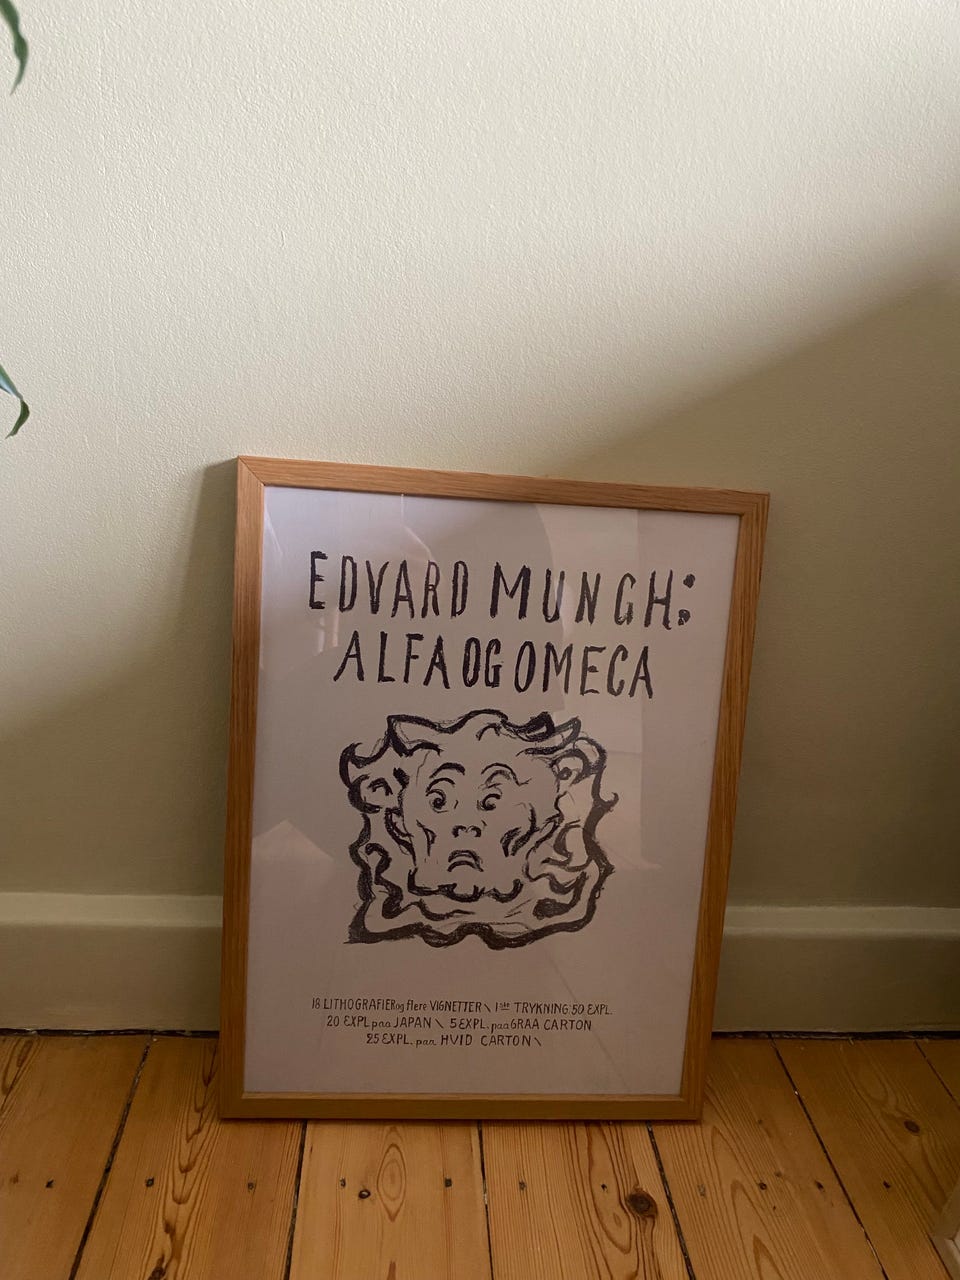 EDVARD MUNCH:
ALFA OG OMEGA
18 LITHOGRAFIER og flere VIGNETTER \ 1ste TRYKNING: 50 EXPL.
20 EXPL paa JAPAN \ 5 EXPL. paa GRAA CARTON
25 EXPL. paa HVID CARTON \